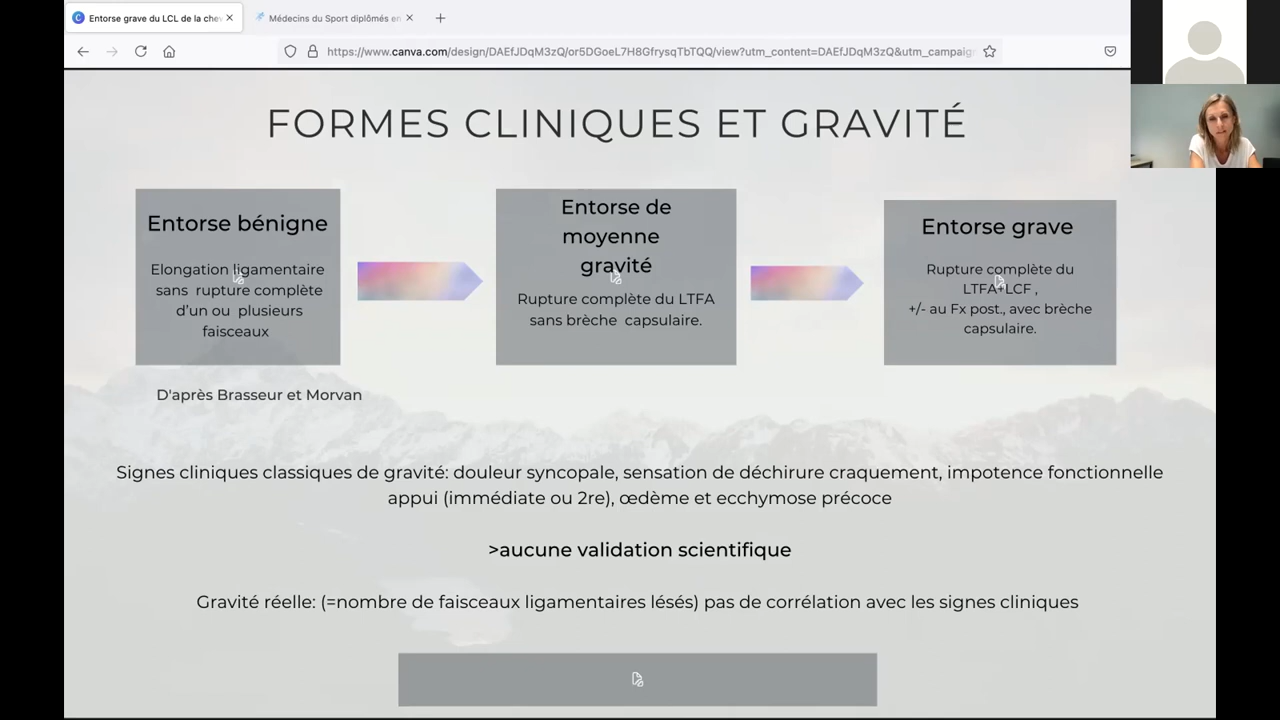 Entorse grave du LCL de la chev
Médecins du Sport diplômés en
https://www.canva.com/design/DAEfJDqM3zQ/or5DGoeL7H8GfrysqTbTQQ/view?utm_content=DAEfJDqM3zQ&utm_campaign
FORMES CLINIQUES ET GRAVITÉ
Entorse bénigne
Elongation ligamentaire
sans rupture complète
d'un ou plusieurs
faisceaux
Entorse de
moyenne
gravité
Rupture complète du LTFA
sans brèche capsulaire.
Entorse grave
Rupture complète du
LTFA+LCF ,
+/- au Fx post., avec brèche
capsulaire.
D'après Brasseur et Morvan
Signes cliniques classiques de gravité: douleur syncopale, sensation de déchirure craquement, impotence fonctionnelle
appui (immédiate ou 2re), œdème et ecchymose précoce
>aucune validation scientifique
Gravité réelle: (=nombre de faisceaux ligamentaires lésés) pas de corrélation avec les signes cliniques